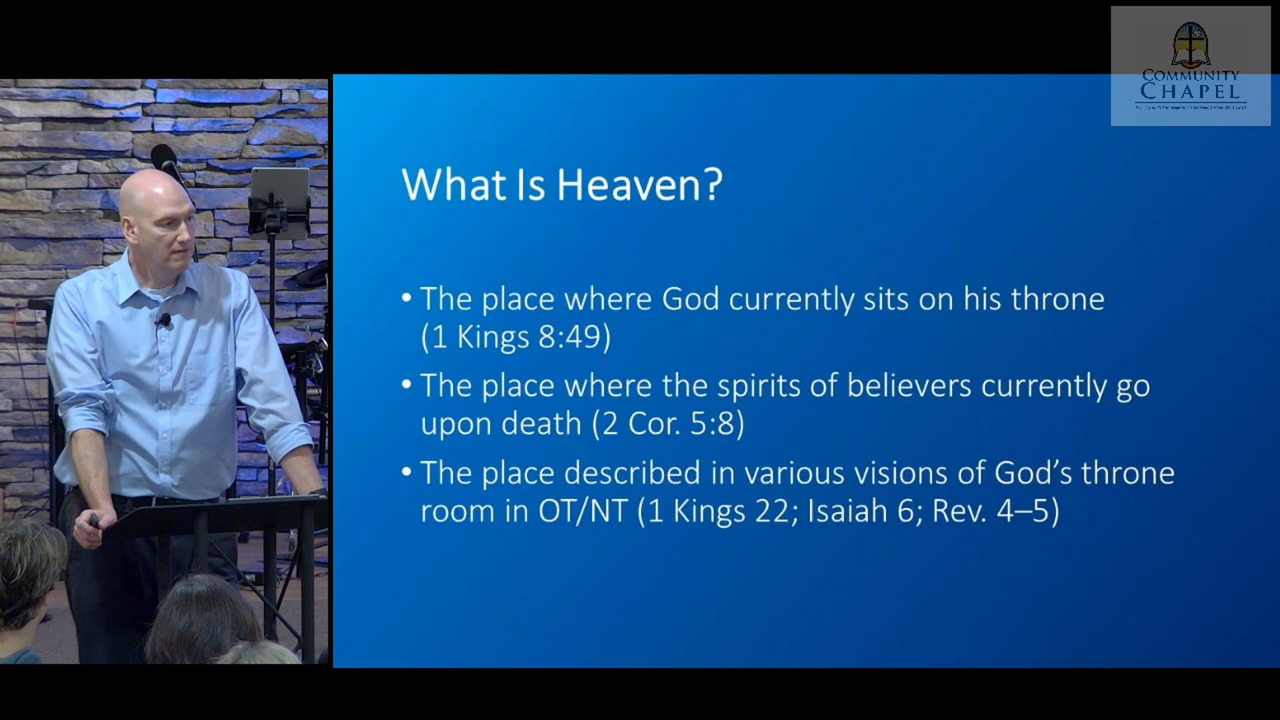 COMMUNITY
CHAPEL
What Is Heaven?
• The place where God currently sits on his throne
(1 Kings 8:49)
• The place where the spirits of believers currently go
upon death (2 Cor. 5:8)
• The place described in various visions of God’s throne
room in OT/NT (1 Kings 22; Isaiah 6; Rev. 4–5)